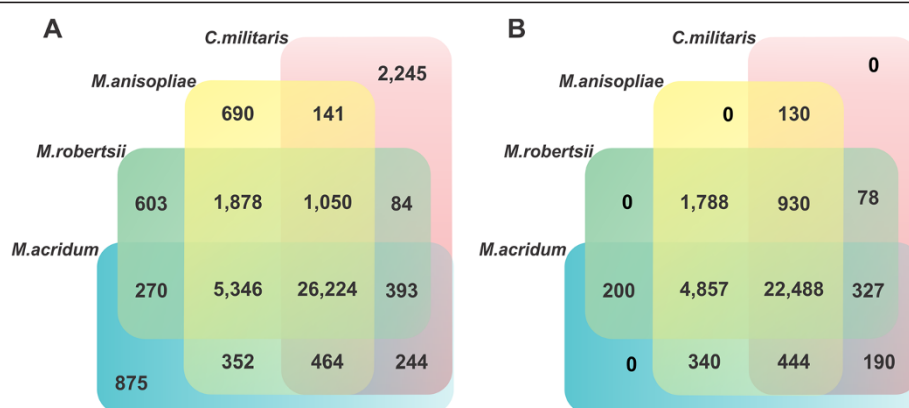 A
C.militaris
2,245
M.anisopliae
690 141
M.robertsii
603 1,878 1,050 84
M.acridum
270 5,346 26,224 393
352 464 244
875
B
C.militaris
0
M.anisopliae
0 130
M.robertsii
0 1,788 930 78
M.acridum
200 4,857 22,488 327
0 340 444 190